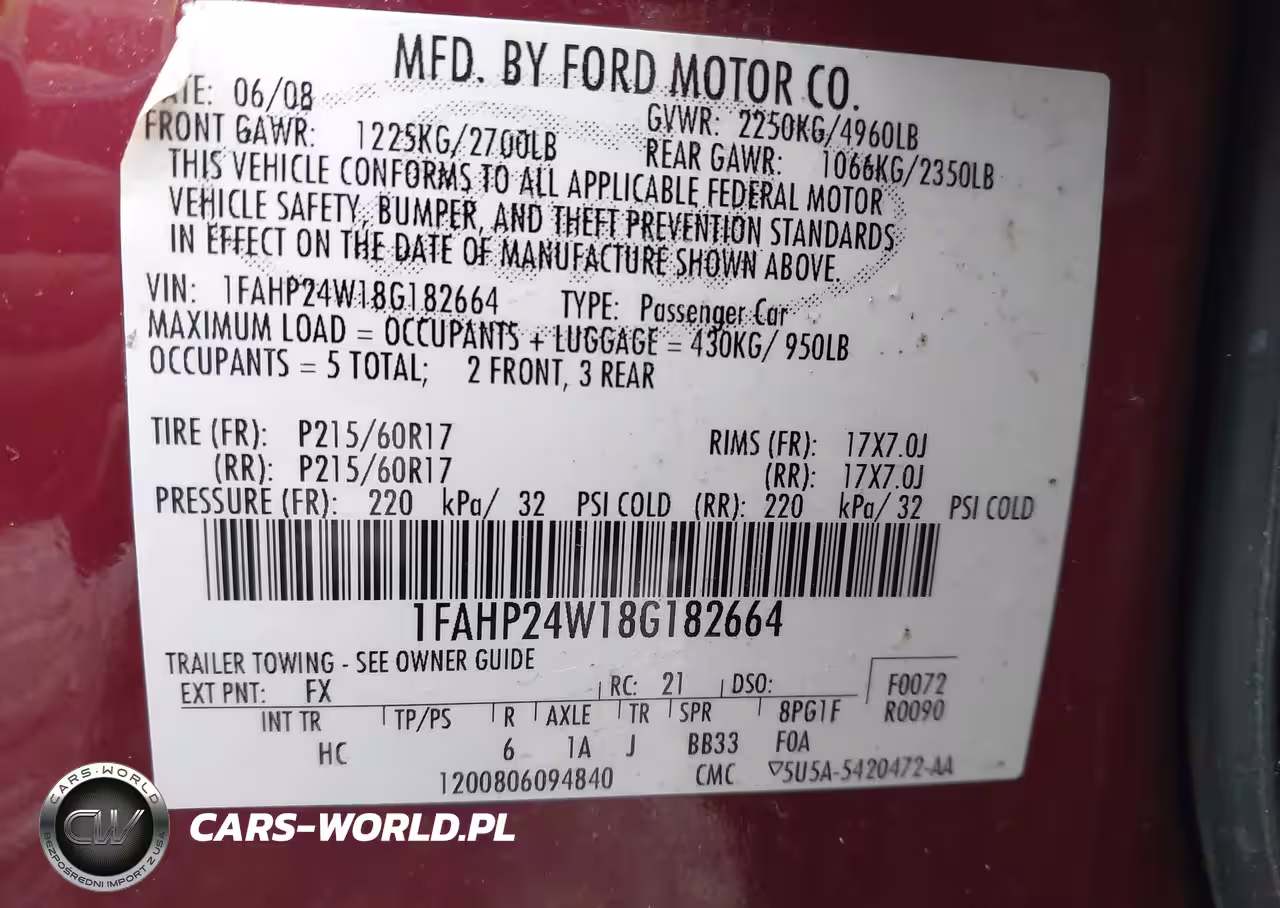 MFD. BY FORD MOTOR CO.
ATE: 06/08 GVWR: 2250KG/4960LB
FRONT GAWR: 1225KG/2700LB REAR GAWR: 1066KG/2350LB
THIS VEHICLE CONFORMS TO ALL APPLICABLE FEDERAL MOTOR
VEHICLE SAFETY, BUMPER, AND THEFT PREVENTION STANDARDS
IN EFFECT ON THE DATE OF MANUFACTURE SHOWN ABOVE.
VIN: 1FAHP24W18G182664 TYPE: Passenger Car
MAXIMUM LOAD = OCCUPANTS + LUGGAGE = 430KG/ 950LB
OCCUPANTS = 5 TOTAL; 2 FRONT, 3 REAR
TIRE (FR): P215/60R17 RIMS (FR): 17X7.0J
(RR): P215/60R17 (RR): 17X7.0J
PRESSURE (FR): 220 kPa/ 32 PSI COLD (RR): 220 kPa/ 32 PSI COLD
1FAHP24W18G182664
TRAILER TOWING - SEE OWNER GUIDE
EXT PNT: FX RC: 21 DSO: F0072
INT TR TP/PS R AXLE TR SPR 8PG1F R0090
HC 6 1A J BB33 F0A
1200806094840 CMC ▽5U5A-5420472-AA
CARS-WORLD
CW
BEZPOŚREDNI IMPORT Z USA
CARS-WORLD.PL